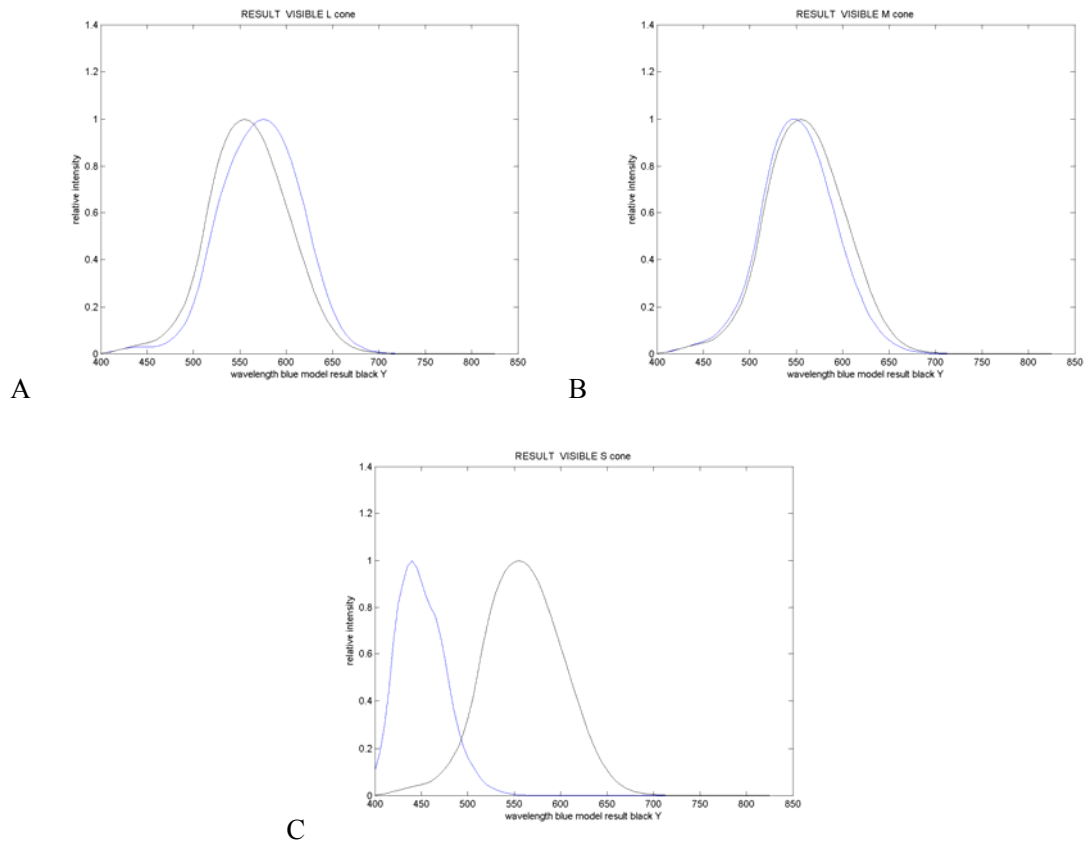 RESULT  VISIBLE L cone
1.4
1.2
1
0.8
0.6
0.4
0.2
0
relative intensity
400 450 500 550 600 650 700 750 800 850
wavelength blue model result black Y
A
RESULT  VISIBLE M cone
1.4
1.2
1
0.8
0.6
0.4
0.2
0
relative intensity
400 450 500 550 600 650 700 750 800 850
wavelength blue model result black Y
B
RESULT  VISIBLE S cone
1.4
1.2
1
0.8
0.6
0.4
0.2
0
relative intensity
400 450 500 550 600 650 700 750 800 850
wavelength blue model result black Y
C